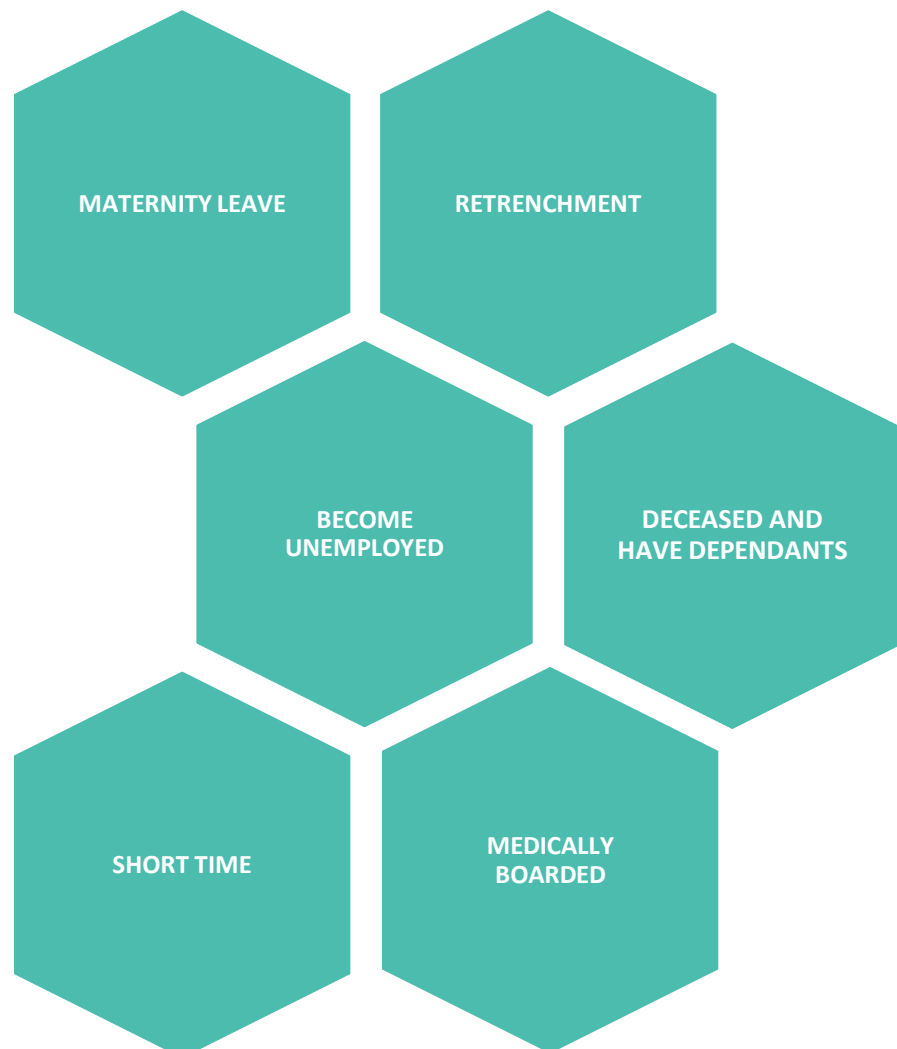 MATERNITY LEAVE
RETRENCHMENT
BECOME
UNEMPLOYED
DECEASED AND
HAVE DEPENDANTS
SHORT TIME
MEDICALLY
BOARDED